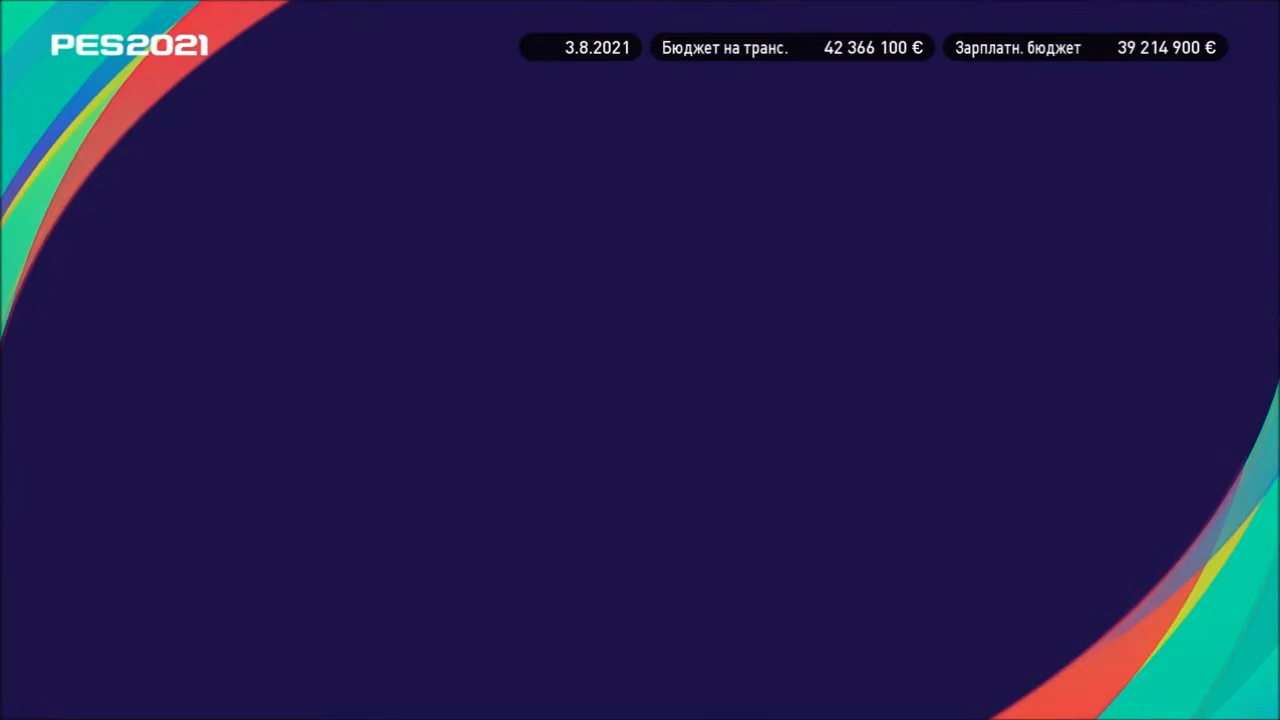 PES2021
3.8.2021 Бюджет на транс. 42 366 100 € Зарплатн. бюджет 39 214 900 €